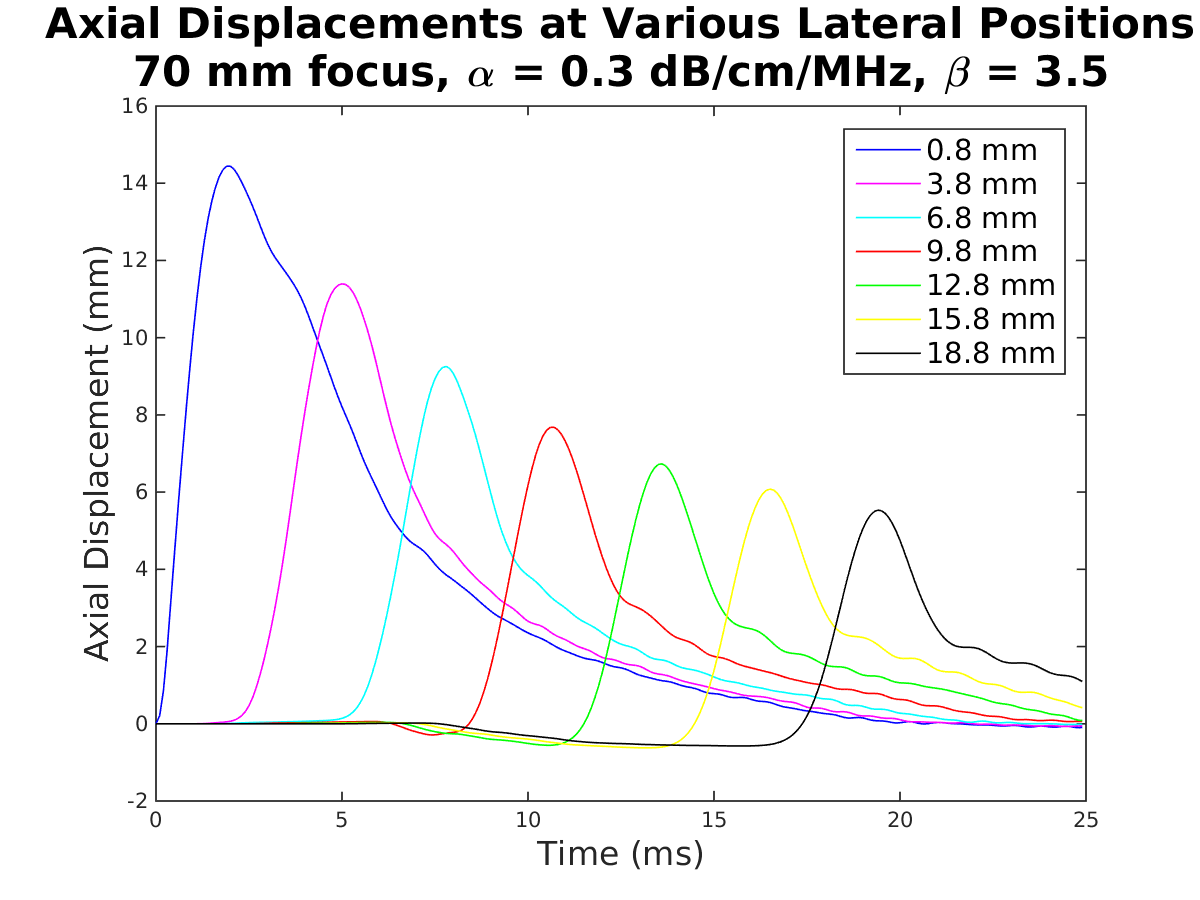 Axial Displacements at Various Lateral Positions
70 mm focus, α = 0.3 dB/cm/MHz, β = 3.5
16
14
12
10
8
6
4
2
0
-2
Axial Displacement (mm)
0.8 mm
3.8 mm
6.8 mm
9.8 mm
12.8 mm
15.8 mm
18.8 mm
0 5 10 15 20 25
Time (ms)